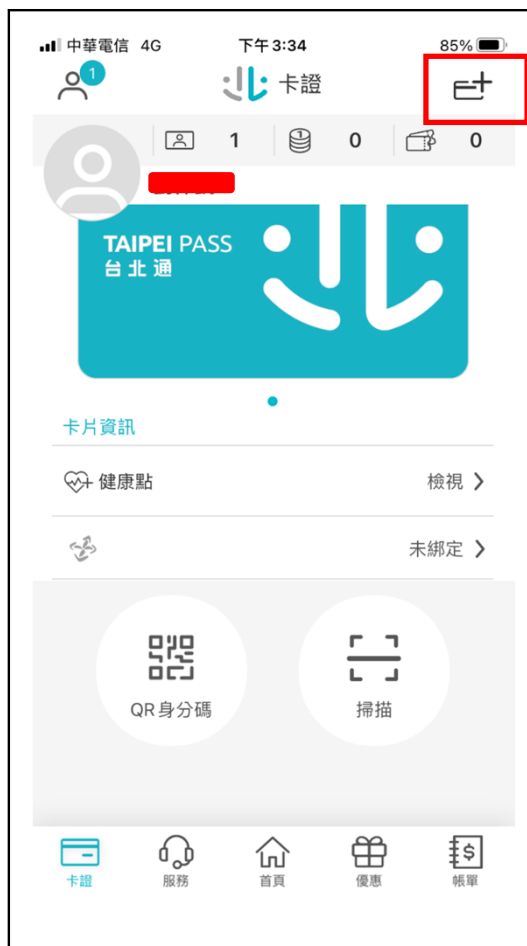 中華電信 4G 下午3:34 85%
1
卡證
1 0 0
TAIPEI PASS
台北通
卡片資訊
健康點 檢視
未綁定
QR身分碼 掃描
卡證 服務 首頁 優惠 帳單